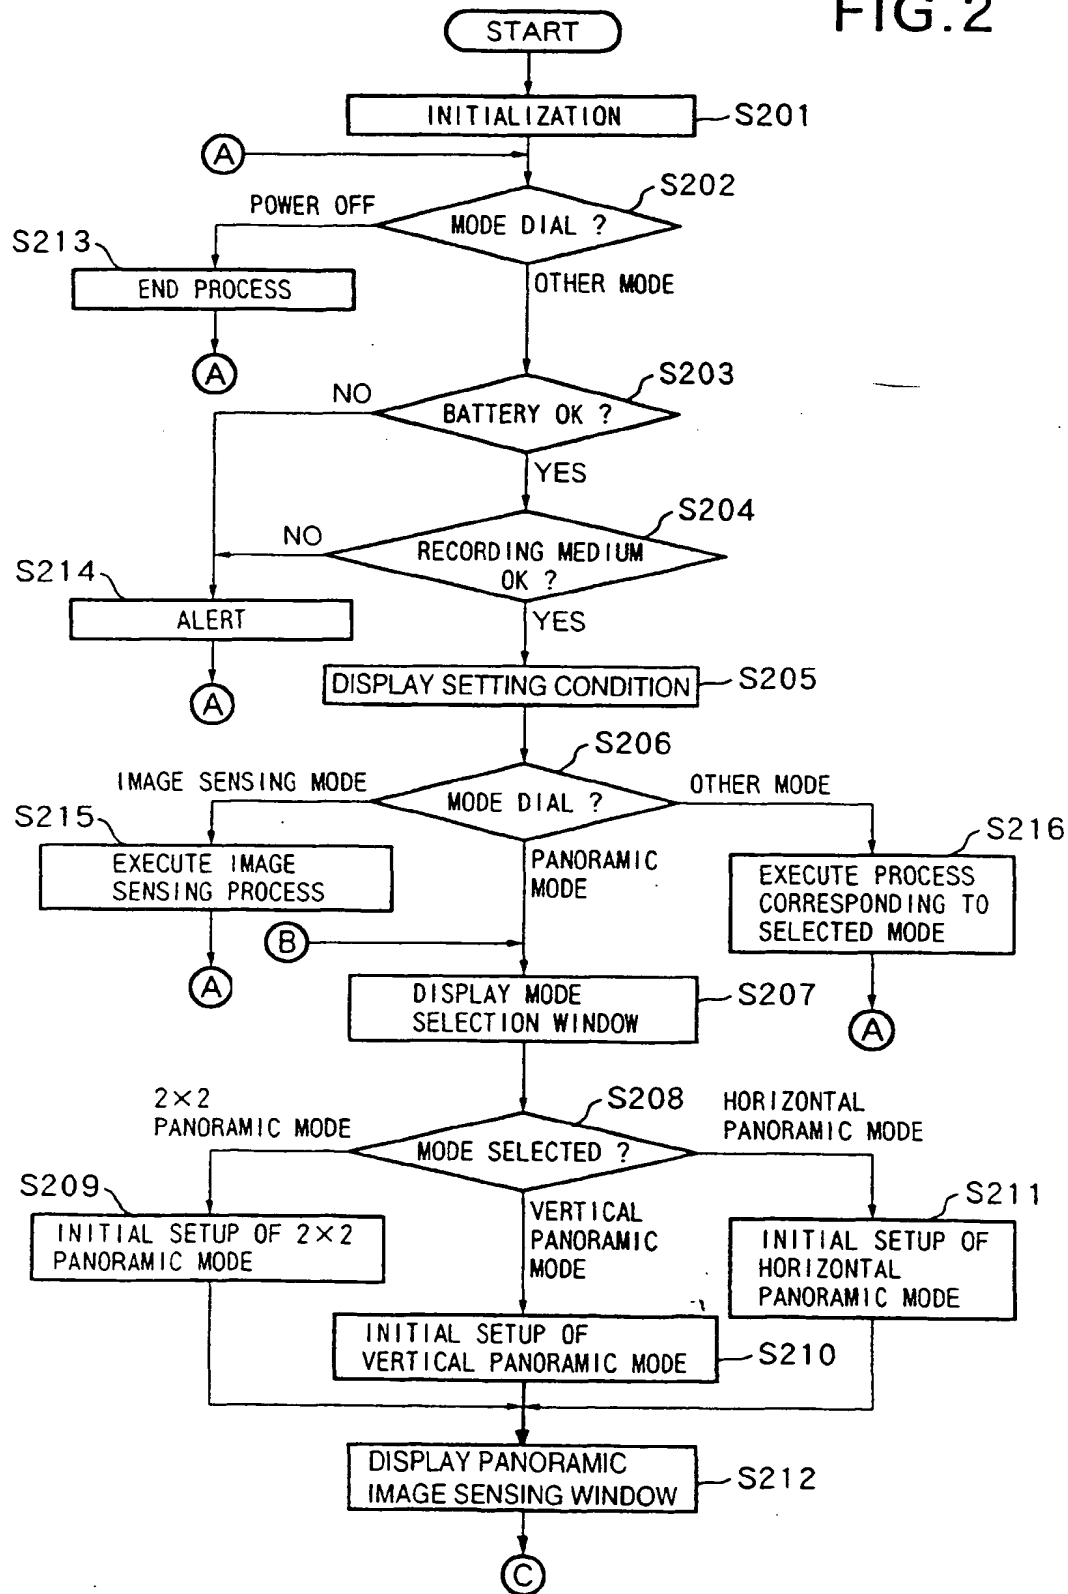 FIG.2
START
INITIALIZATION
S201
A
S202
POWER OFF
MODE DIAL ?
S213
END PROCESS
OTHER MODE
A
S203
NO
BATTERY OK ?
YES
S204
NO
RECORDING MEDIUM
OK ?
S214
ALERT
YES
A
DISPLAY SETTING CONDITION
S205
S206
IMAGE SENSING MODE
MODE DIAL ?
OTHER MODE
S215
EXECUTE IMAGE
SENSING PROCESS
PANORAMIC
MODE
S216
EXECUTE PROCESS
CORRESPONDING TO
SELECTED MODE
B
A
DISPLAY MODE
SELECTION WINDOW
S207
A
2×2
PANORAMIC MODE
S208
MODE SELECTED ?
HORIZONTAL
PANORAMIC MODE
S209
INITIAL SETUP OF 2×2
PANORAMIC MODE
VERTICAL
PANORAMIC
MODE
S211
INITIAL SETUP OF
HORIZONTAL
PANORAMIC MODE
INITIAL SETUP OF
VERTICAL PANORAMIC MODE
S210
DISPLAY PANORAMIC
IMAGE SENSING WINDOW
S212
C